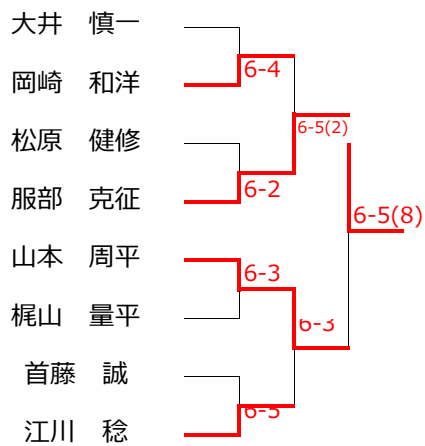 大井　慎一
6-4
岡崎　和洋
6-5(2)
松原　健修
6-2
服部　克征
6-5(8)
山本　周平
6-3
梶山　量平
6-3
首藤　誠
6-5
江川　稔